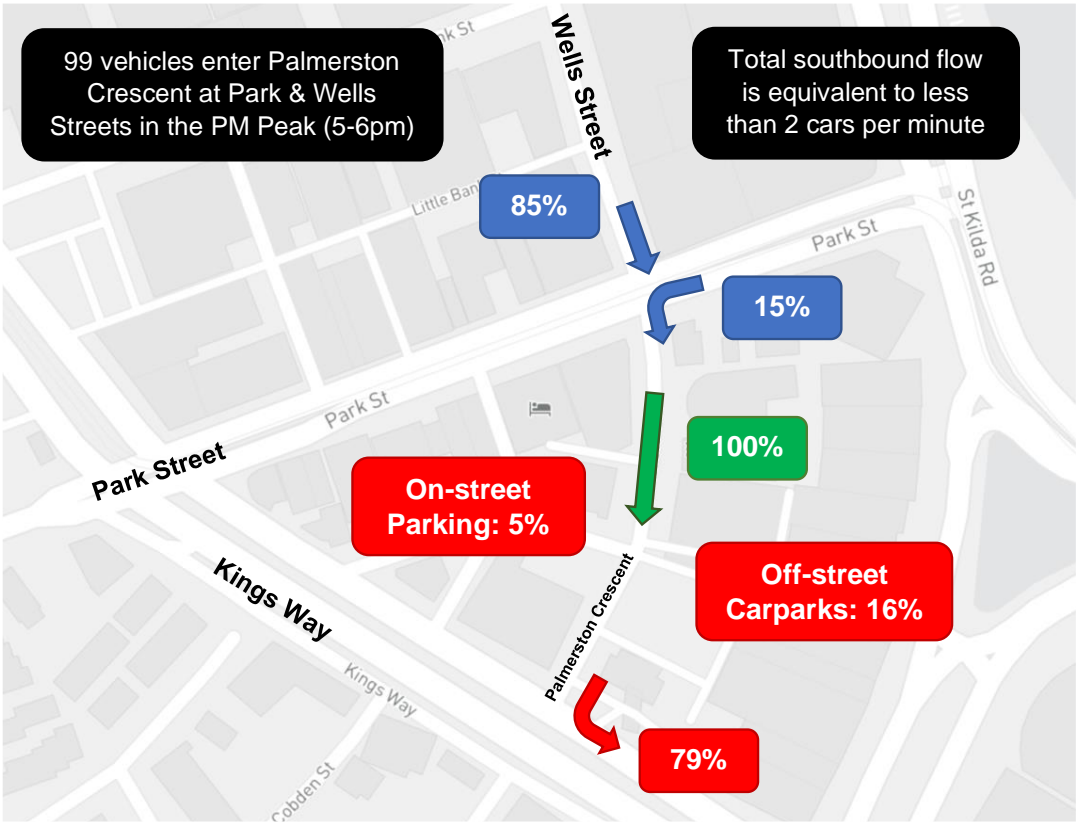 99 vehicles enter Palmerston
Crescent at Park & Wells
Streets in the PM Peak (5-6pm)
Wells Street
Total southbound flow
is equivalent to less
than 2 cars per minute
85%
St Kilda Rd
Park St
15%
Park St
100%
Park Street
On-street
Parking: 5%
Off-street
Carparks: 16%
Kings Way
Palmerston Crescent
Kings Way
79%
Cobden St